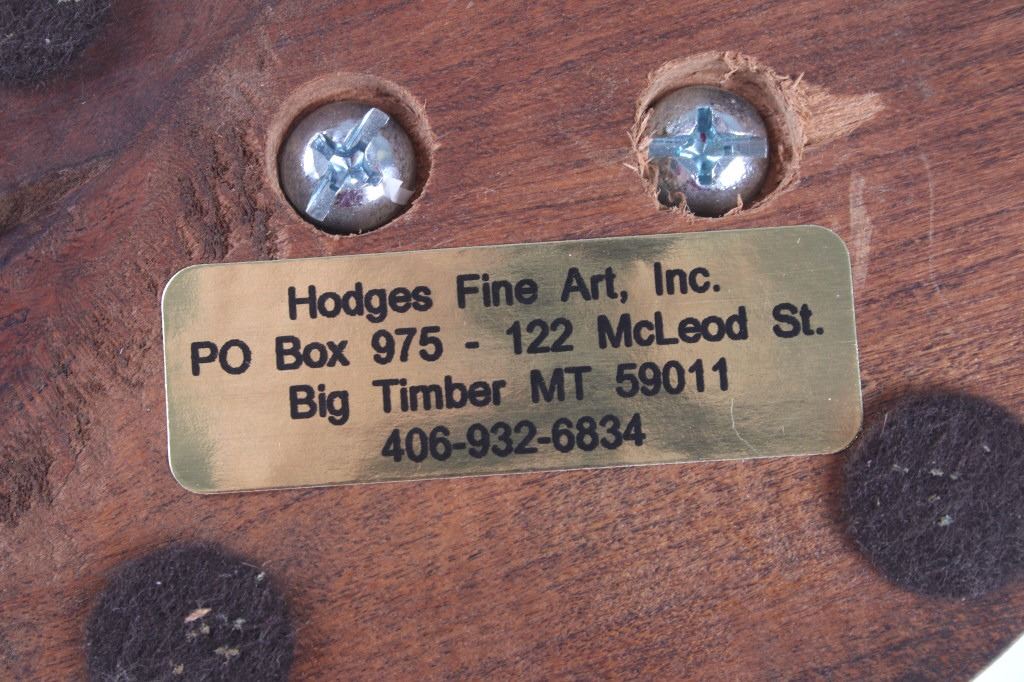 Hodges Fine Art, Inc.
PO Box 975 - 122 McLeod St.
Big Timber MT 59011
406-932-6834